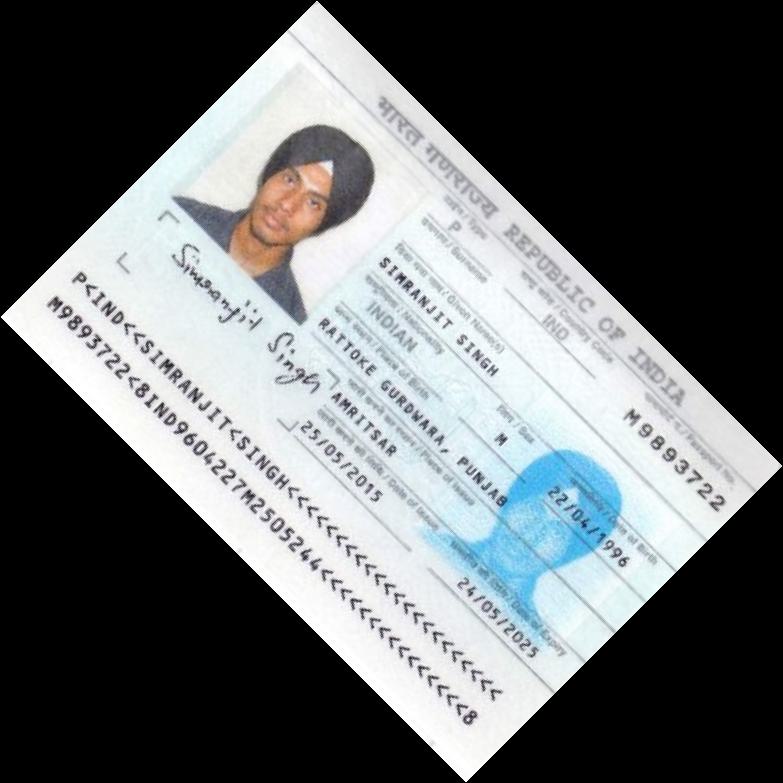 भारत गणराज्य REPUBLIC OF INDIA
टाइप / Type
P
राष्ट्र कोड / Country Code
IND
पासपोर्ट न. / Passport No.
M9893722
उपनाम / Surname
दिया गया नाम / Given Name(s)
SIMRANJIT SINGH
राष्ट्रीयता / Nationality
INDIAN
लिंग / Sex
M
जन्मतिथि / Date of Birth
22/04/1996
जन्म स्थान / Place of Birth
RATTOKE GURDWARA, PUNJAB
जारी करने का स्थान / Place of Issue
AMRITSAR
जारी करने की तिथि / Date of Issue
25/05/2015
समाप्ति की तिथि / Date of Expiry
24/05/2025
Simranjit Singh
P<IND<<SIMRANJIT<SINGH<<<<<<<<<<<<<<<<<<<<<<
M9893722<8IND9604227M2505244<<<<<<<<<<<<<<<8